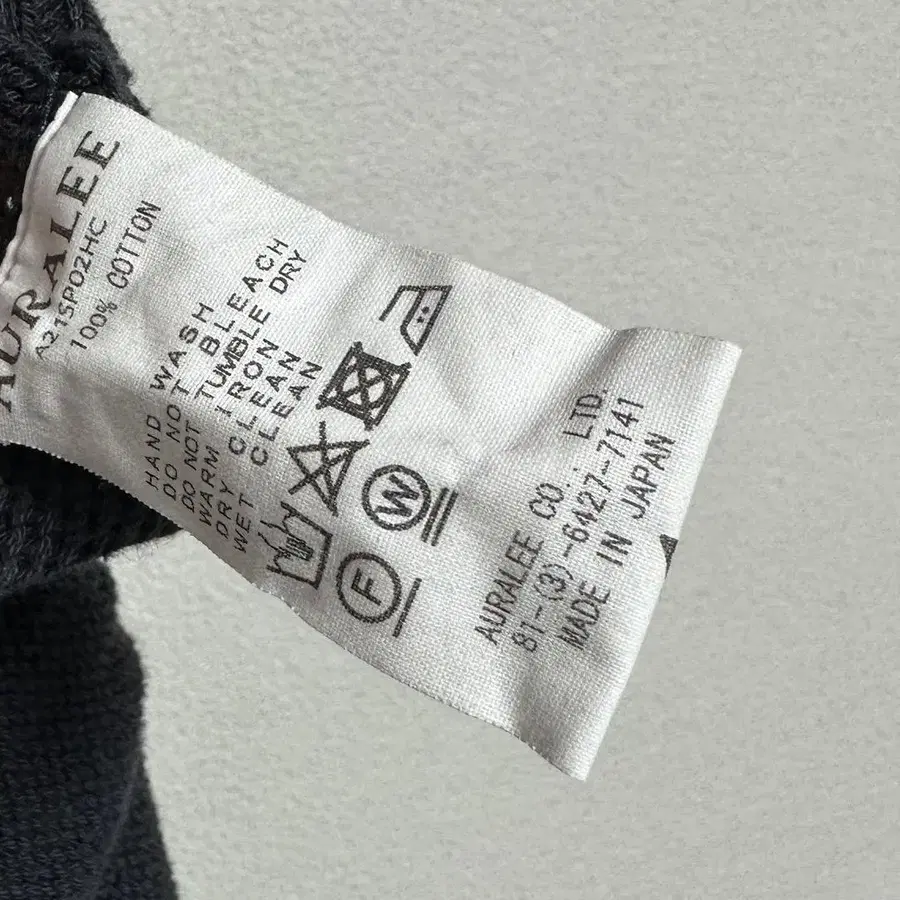 AURALEE
A21SP02HC
100% COTTON
HAND WASH
DO NOT BLEACH
DO NOT TUMBLE DRY
WARM IRON
DRY CLEAN
WET CLEAN
W
F
AURALEE CO., LTD.
81-(3)-6427-7141
MADE IN JAPAN